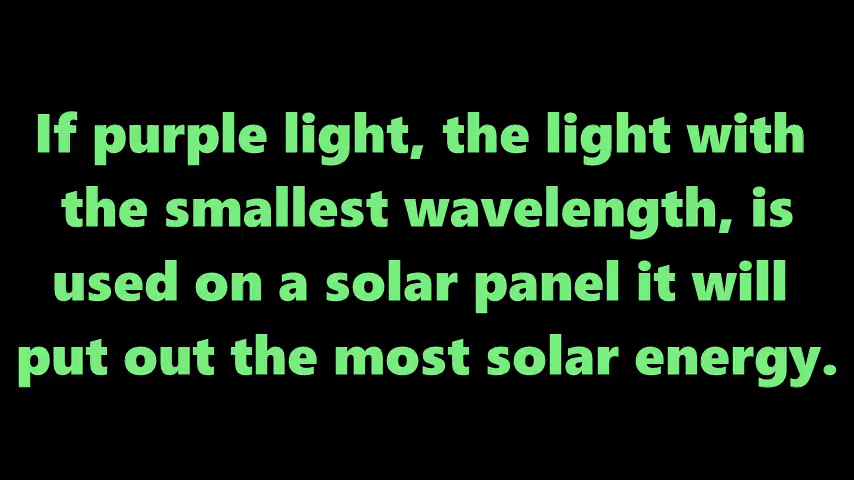 If purple light, the light with
the smallest wavelength, is
used on a solar panel it will
put out the most solar energy.